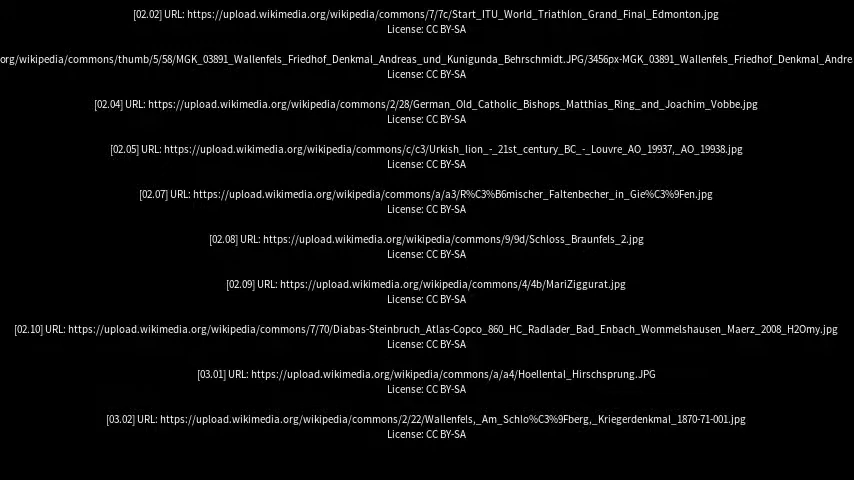 [02.02] URL: https://upload.wikimedia.org/wikipedia/commons/7/7c/Start_ITU_World_Triathlon_Grand_Final_Edmonton.jpg
License: CC BY-SA
org/wikipedia/commons/thumb/5/58/MGK_03891_Wallenfels_Friedhof_Denkmal_Andreas_und_Kunigunda_Behrschmidt.JPG/3456px-MGK_03891_Wallenfels_Friedhof_Denkmal_Andre
License: CC BY-SA
[02.04] URL: https://upload.wikimedia.org/wikipedia/commons/2/28/German_Old_Catholic_Bishops_Matthias_Ring_and_Joachim_Vobbe.jpg
License: CC BY-SA
[02.05] URL: https://upload.wikimedia.org/wikipedia/commons/c/c3/Urkish_lion_-_21st_century_BC_-_Louvre_AO_19937,_AO_19938.jpg
License: CC BY-SA
[02.07] URL: https://upload.wikimedia.org/wikipedia/commons/a/a3/R%C3%B6mischer_Faltenbecher_in_Gie%C3%9Fen.jpg
License: CC BY-SA
[02.08] URL: https://upload.wikimedia.org/wikipedia/commons/9/9d/Schloss_Braunfels_2.jpg
License: CC BY-SA
[02.09] URL: https://upload.wikimedia.org/wikipedia/commons/4/4b/MariZiggurat.jpg
License: CC BY-SA
[02.10] URL: https://upload.wikimedia.org/wikipedia/commons/7/70/Diabas-Steinbruch_Atlas-Copco_860_HC_Radlader_Bad_Enbach_Wommelshausen_Maerz_2008_H2Omy.jpg
License: CC BY-SA
[03.01] URL: https://upload.wikimedia.org/wikipedia/commons/a/a4/Hoellental_Hirschsprung.JPG
License: CC BY-SA
[03.02] URL: https://upload.wikimedia.org/wikipedia/commons/2/22/Wallenfels,_Am_Schlo%C3%9Fberg,_Kriegerdenkmal_1870-71-001.jpg
License: CC BY-SA